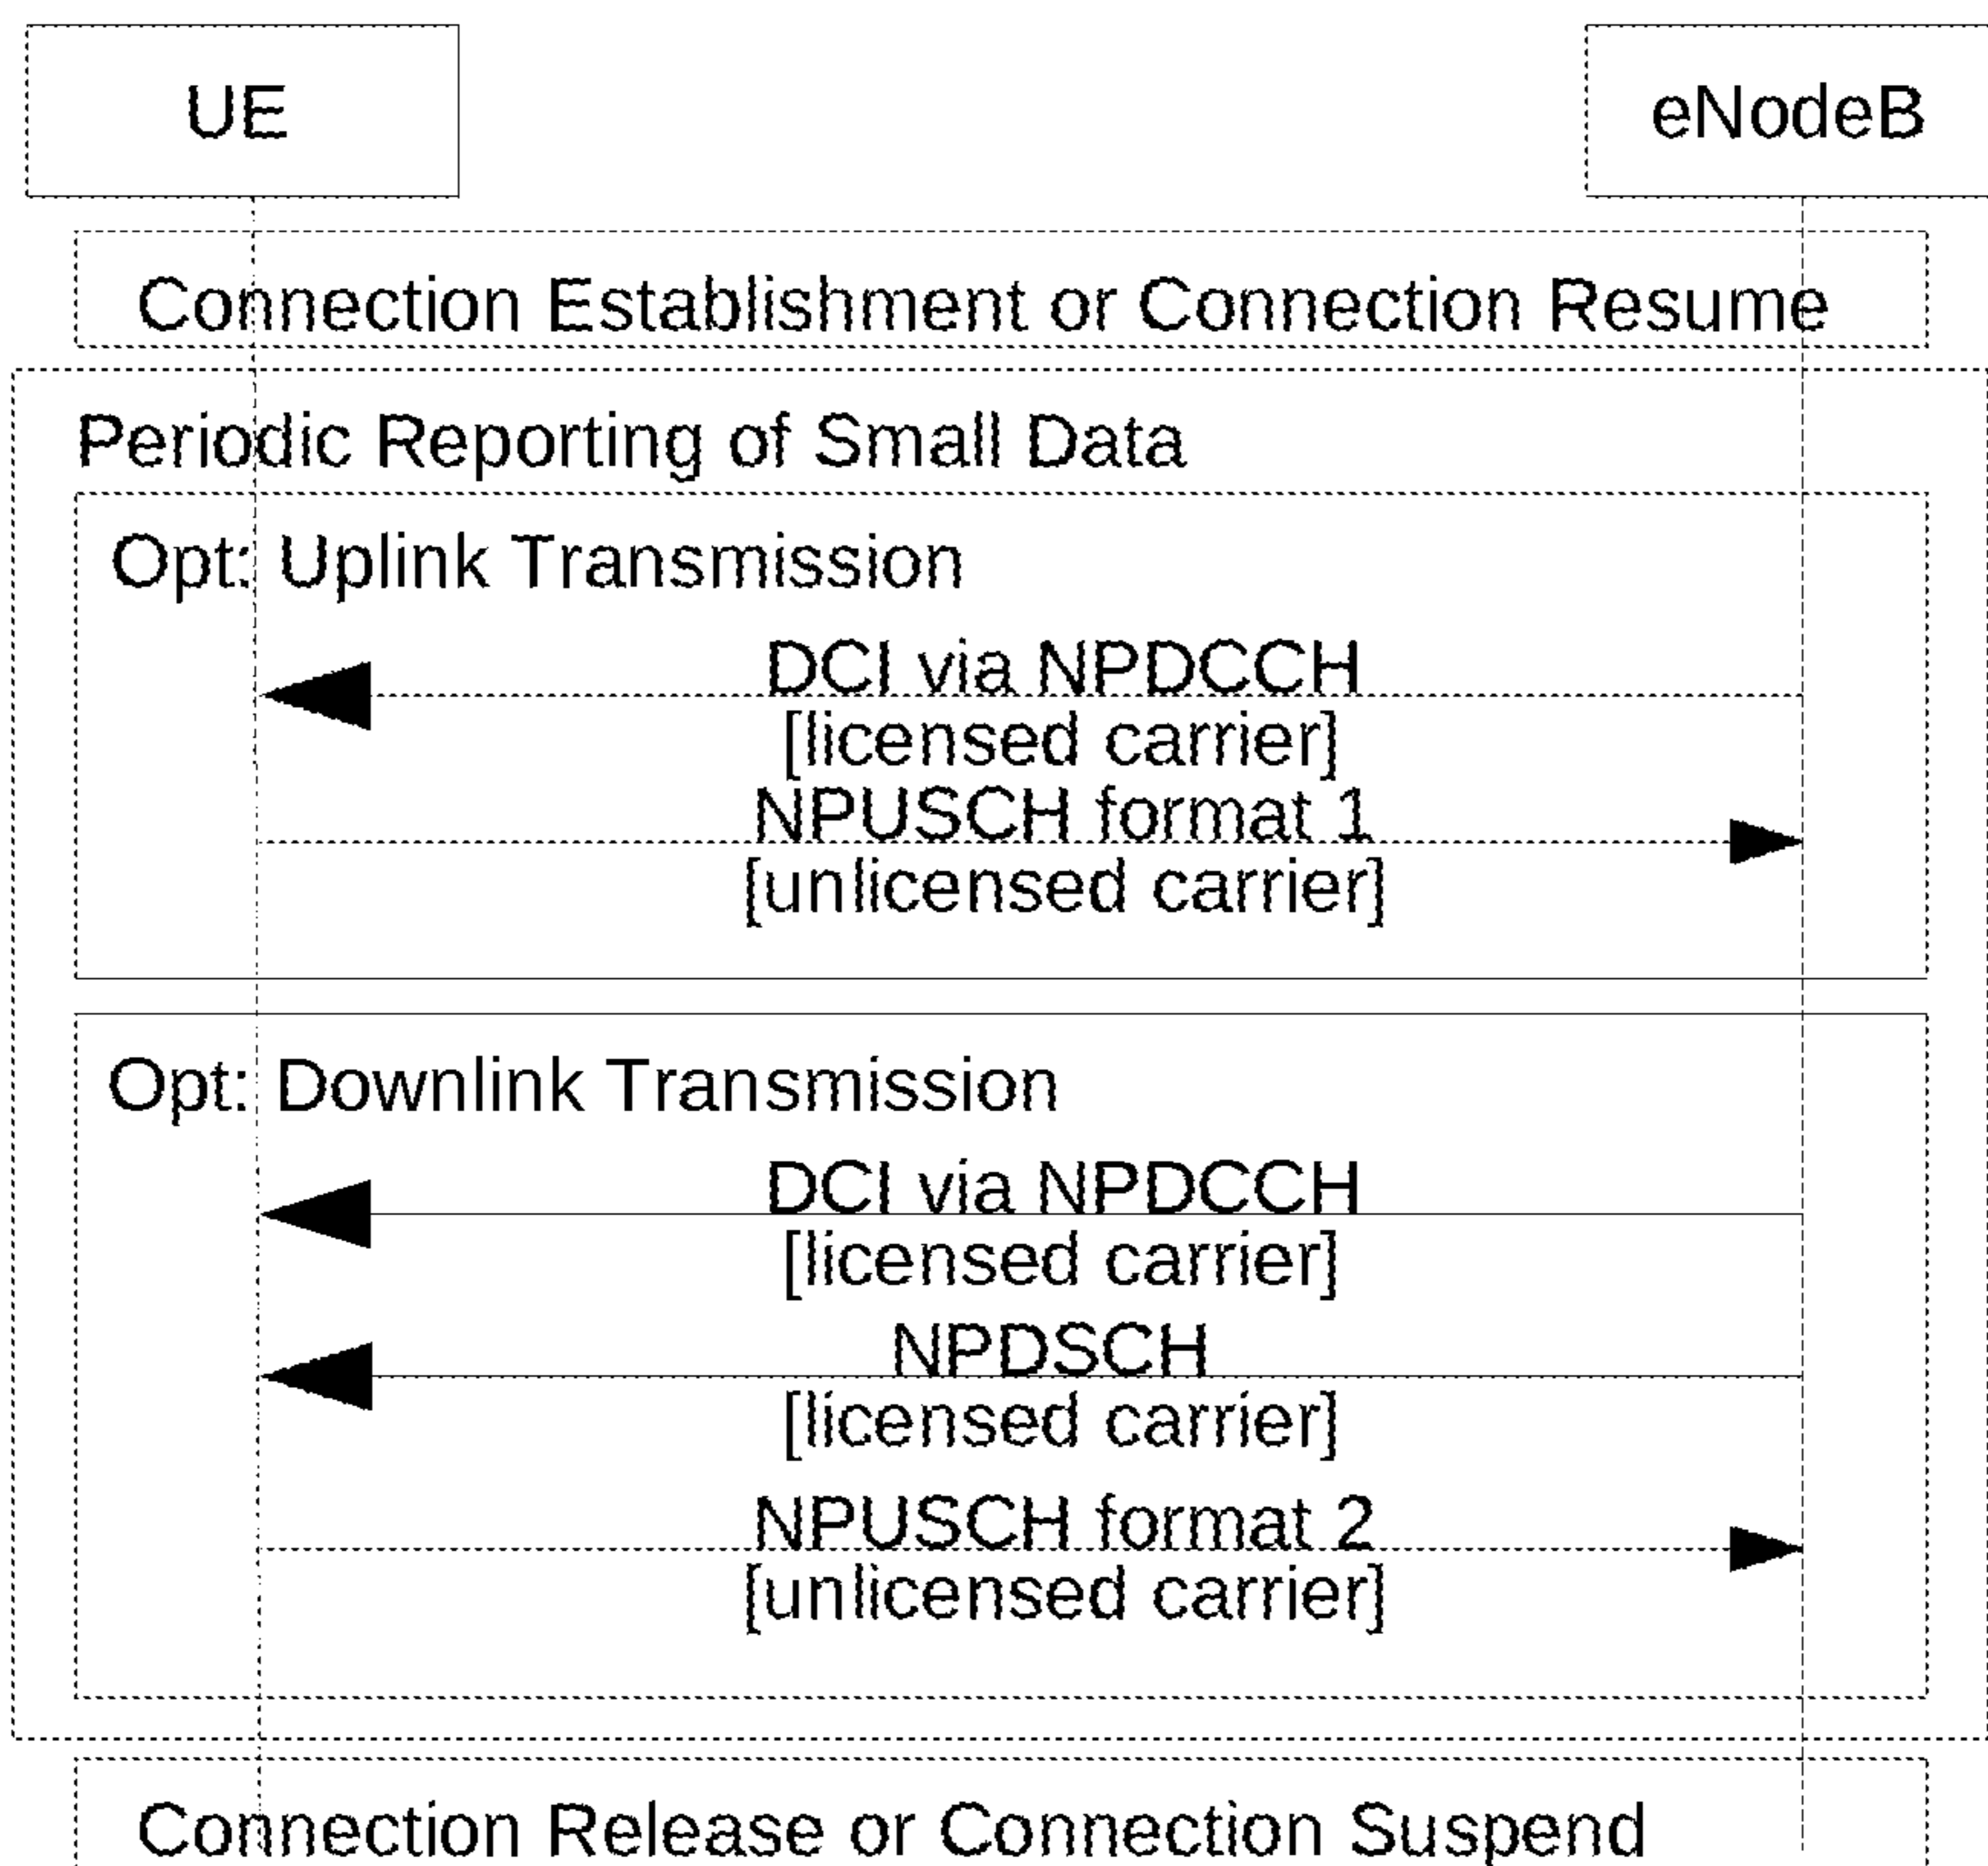 UE
eNodeB
Connection Establishment or Connection Resume
Periodic Reporting of Small Data
Opt: Uplink Transmission
DCI via NPDCCH
[licensed carrier]
NPUSCH format 1
[unlicensed carrier]
Opt: Downlink Transmission
DCI via NPDCCH
[licensed carrier]
NPDSCH
[licensed carrier]
NPUSCH format 2
[unlicensed carrier]
Connection Release or Connection Suspend